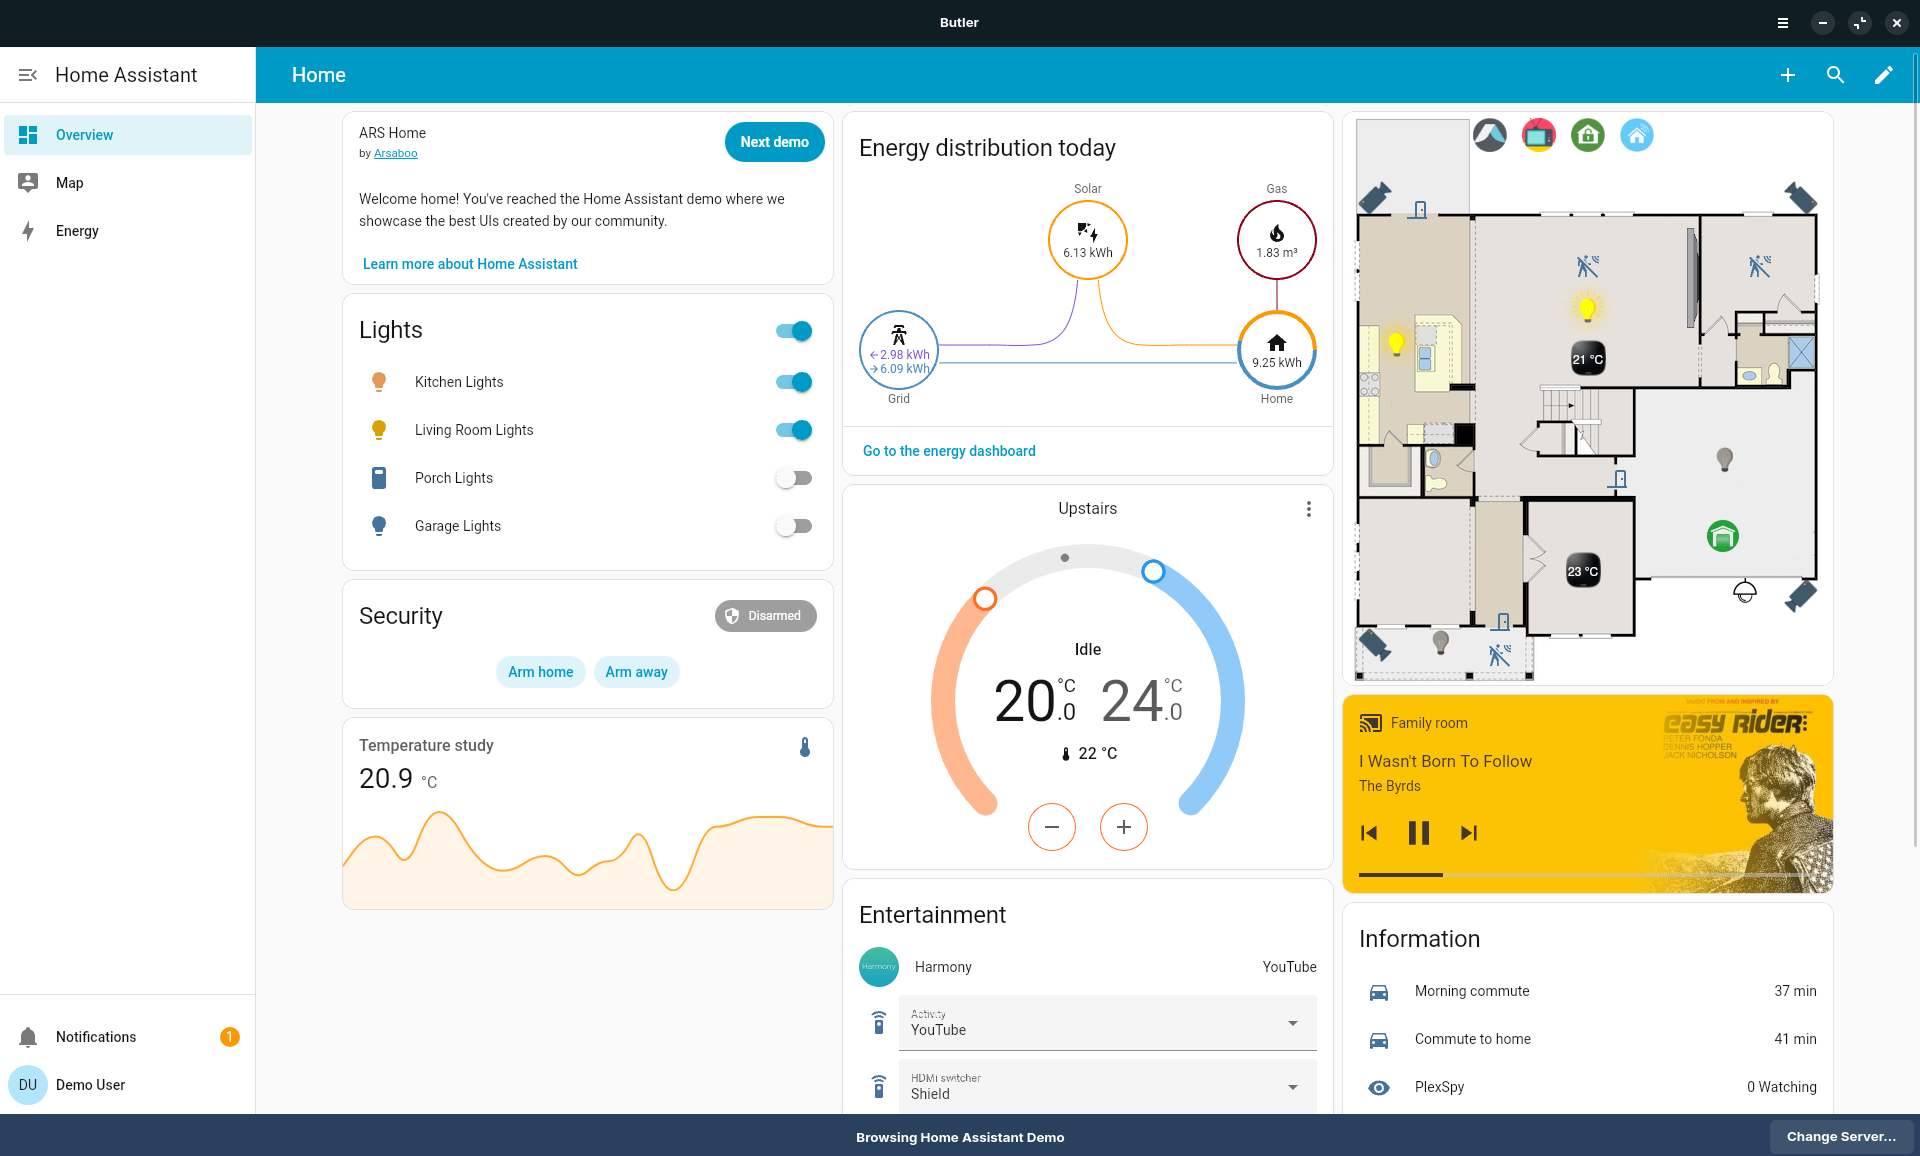 Butler
Home Assistant
Home
Overview
Map
Energy
Notifications
1
DU
Demo User
ARS Home
by Arsaboo
Next demo
Welcome home! You've reached the Home Assistant demo where we
showcase the best UIs created by our community.
Learn more about Home Assistant
Lights
Kitchen Lights
Living Room Lights
Porch Lights
Garage Lights
Security
Disarmed
Arm home
Arm away
Temperature study
20.9 °C
Energy distribution today
Solar
Gas
6.13 kWh
1.83 m³
←2.98 kWh
→6.09 kWh
9.25 kWh
Grid
Home
Go to the energy dashboard
Upstairs
Idle
20.0 °C
24.0 °C
22 °C
Entertainment
Harmony
Harmony
YouTube
Activity
YouTube
HDMI switcher
Shield
21 °C
23 °C
Family room
I Wasn't Born To Follow
The Byrds
MUSIC FROM AND INSPIRED BY
easy RIDER:
PETER FONDA
DENNIS HOPPER
JACK NICHOLSON
Information
Morning commute
37 min
Commute to home
41 min
PlexSpy
0 Watching
Browsing Home Assistant Demo
Change Server...